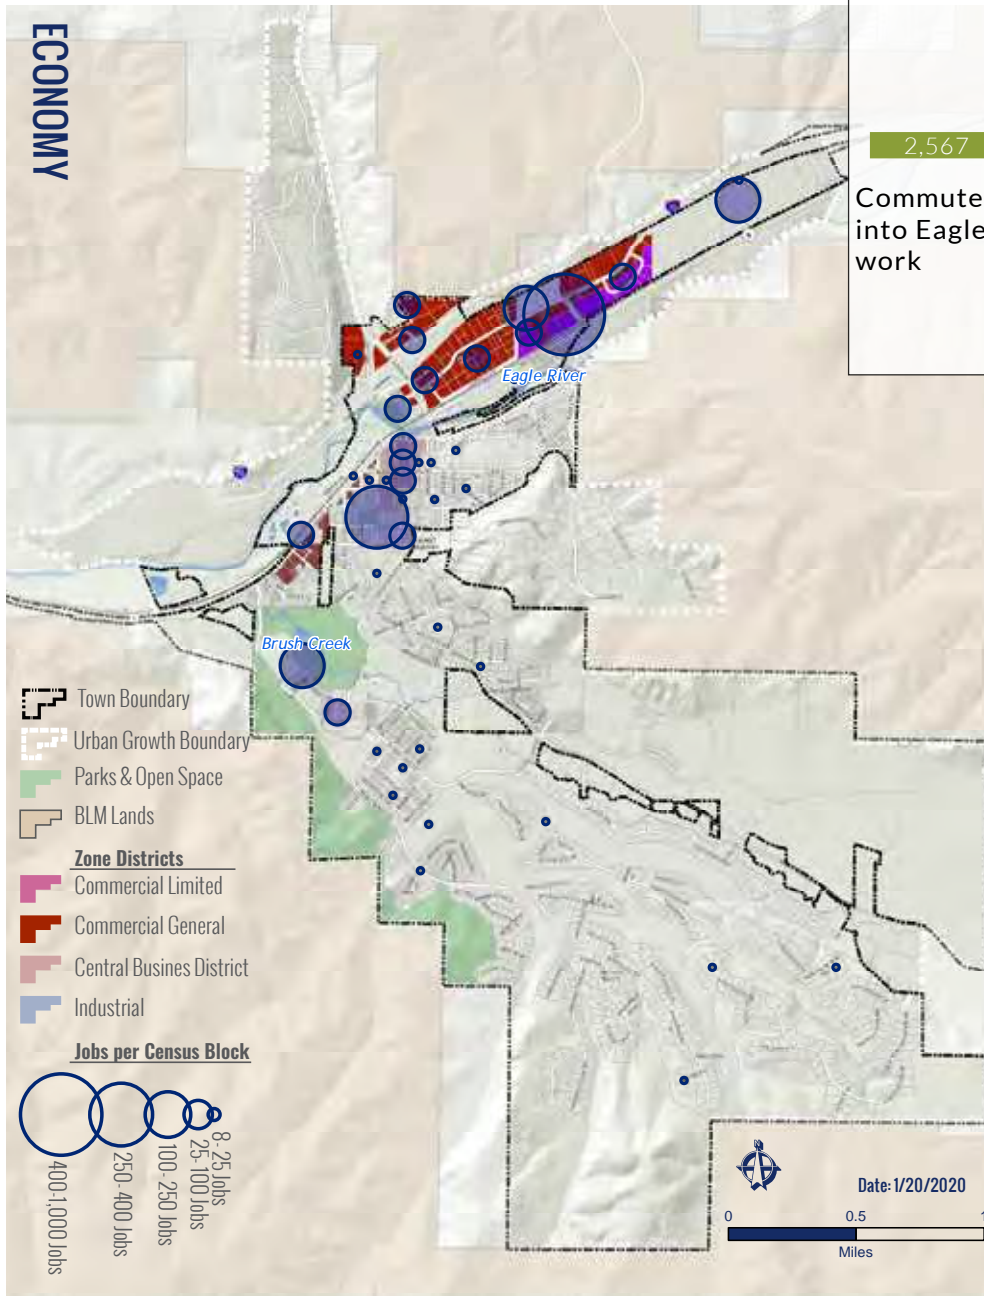 ECONOMY
2,567
Commute
into Eagle
work
Eagle River
Brush Creek
Town Boundary
Urban Growth Boundary
Parks & Open Space
BLM Lands
Zone Districts
Commercial Limited
Commercial General
Central Busines District
Industrial
Jobs per Census Block
400-1,000 Jobs
250-400 Jobs
100-250 Jobs
25-100 Jobs
8-25 Jobs
N
Date: 1/20/2020
0 0.5 1
Miles